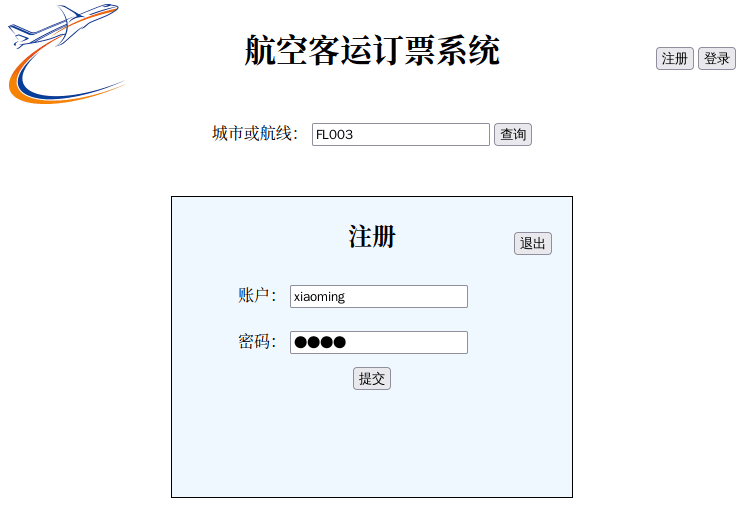 航空客运订票系统
注册 登录
城市或航线： FL003 查询
注册
退出
账户： xiaoming
密码： ●●●●
提交